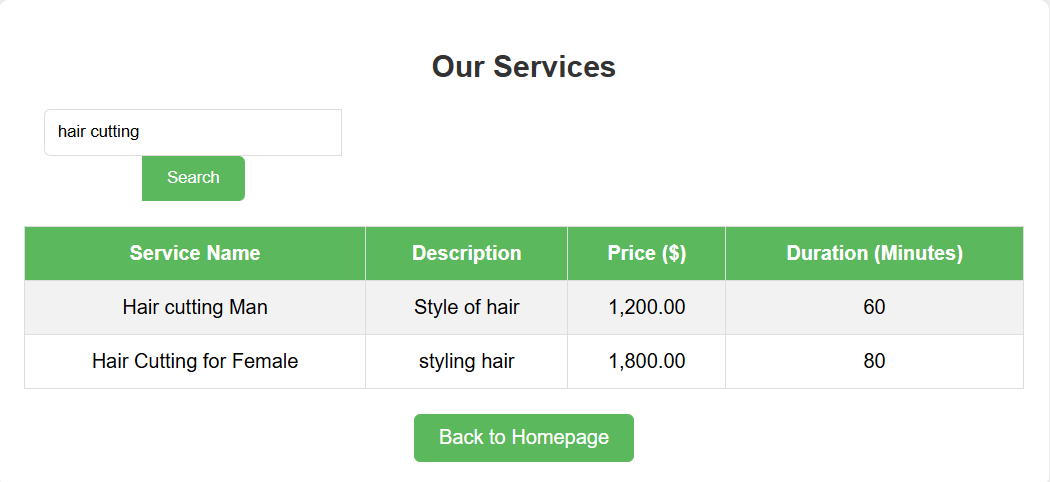 Our Services
hair cutting
Search
Service Name Description Price ($) Duration (Minutes)
Hair cutting Man Style of hair 1,200.00 60
Hair Cutting for Female styling hair 1,800.00 80
Back to Homepage